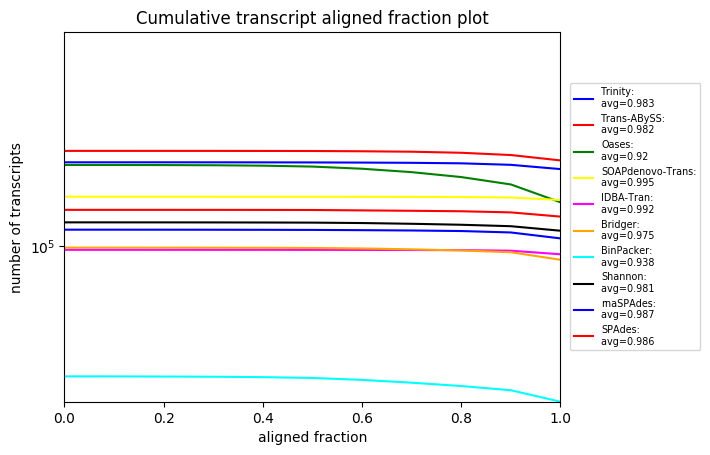 Cumulative transcript aligned fraction plot
number of transcripts
10^5
0.0 0.2 0.4 0.6 0.8 1.0
aligned fraction
Trinity:
avg=0.983
Trans-ABySS:
avg=0.982
Oases:
avg=0.92
SOAPdenovo-Trans:
avg=0.995
IDBA-Tran:
avg=0.992
Bridger:
avg=0.975
BinPacker:
avg=0.938
Shannon:
avg=0.981
rnaSPAdes:
avg=0.987
SPAdes:
avg=0.986